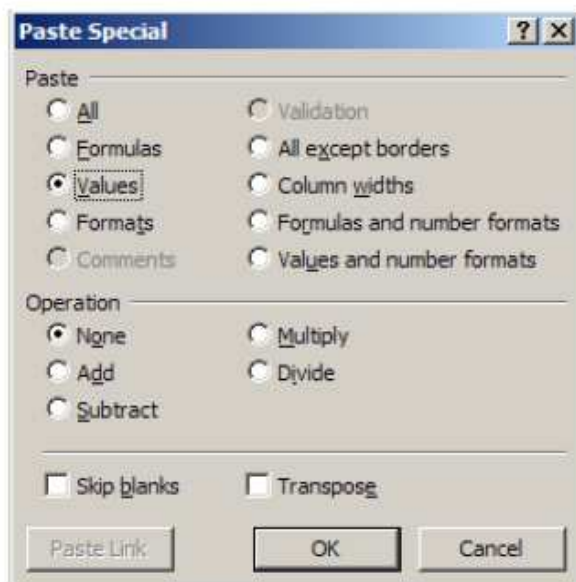 Paste Special
Paste
All
Validation
Formulas
All except borders
Values
Column widths
Formats
Formulas and number formats
Comments
Values and number formats
Operation
None
Multiply
Add
Divide
Subtract
Skip blanks
Transpose
Paste Link
OK
Cancel